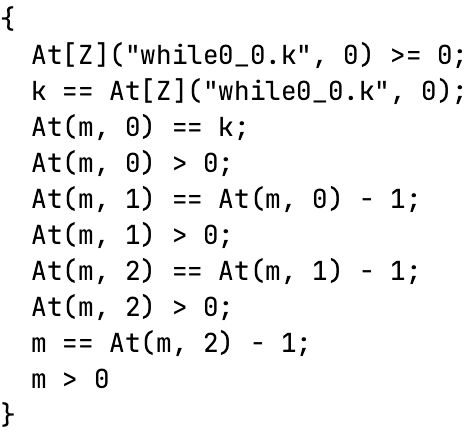 {
  At[Z]("while0_0.k", 0) >= 0;
  k == At[Z]("while0_0.k", 0);
  At(m, 0) == k;
  At(m, 0) > 0;
  At(m, 1) == At(m, 0) - 1;
  At(m, 1) > 0;
  At(m, 2) == At(m, 1) - 1;
  At(m, 2) > 0;
  m == At(m, 2) - 1;
  m > 0
}